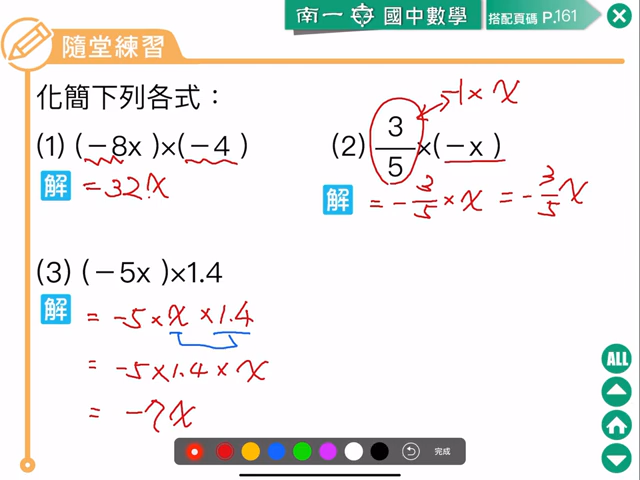 南一 國中數學 搭配頁碼 P.161
隨堂練習
化簡下列各式：
-1×x
(1) (－8x )×(－4 )
(2) 3/5×(－x )
解 =32x
解 = -3/5×x = -3/5x
(3) (－5x )×1.4
解 = -5×x×1.4
= -5×1.4×x
= -7x
ALL
完成